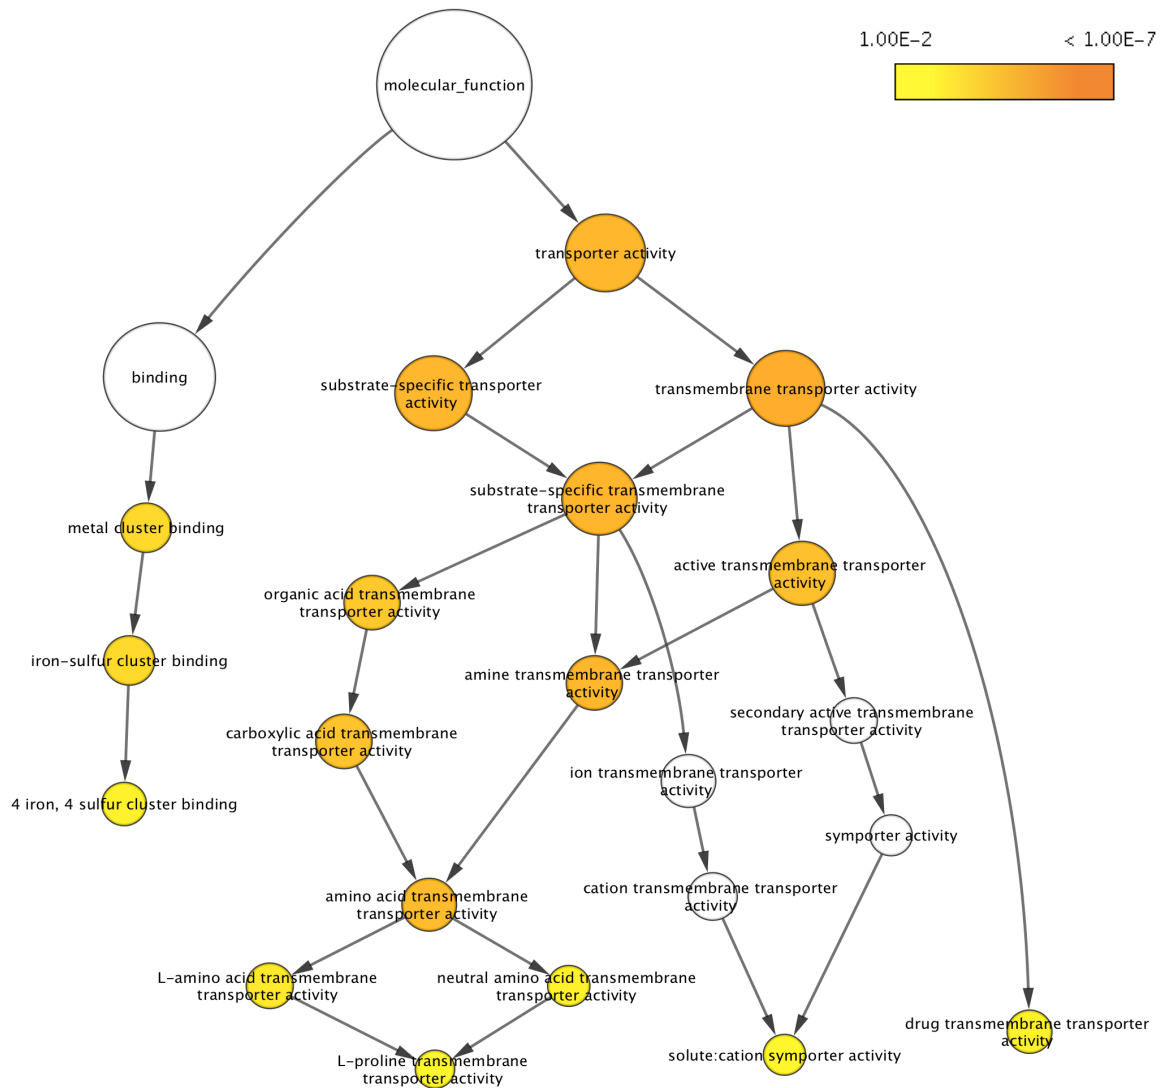 1.00E-2 < 1.00E-7
molecular_function
transporter activity
binding
substrate-specific transporter
activity
transmembrane transporter activity
substrate-specific transmembrane
transporter activity
metal cluster binding
active transmembrane transporter
activity
organic acid transmembrane
transporter activity
iron-sulfur cluster binding
amine transmembrane transporter
activity
secondary active transmembrane
transporter activity
carboxylic acid transmembrane
transporter activity
ion transmembrane transporter
activity
4 iron, 4 sulfur cluster binding
symporter activity
cation transmembrane transporter
activity
amino acid transmembrane
transporter activity
L-amino acid transmembrane
transporter activity
neutral amino acid transmembrane
transporter activity
drug transmembrane transporter
activity
solute:cation symporter activity
L-proline transmembrane
transporter activity